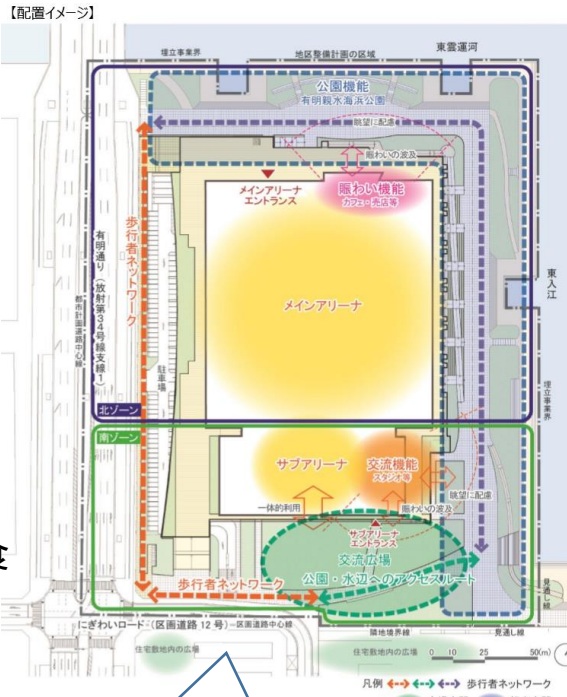 【配置イメージ】
埋立事業界
地区整備計画の区域
東雲運河
公園機能
有明親水海浜公園
眺望に配慮
賑わいの波及
メインアリーナ
エントランス
賑わい機能
カフェ・売店等
歩行者ネットワーク
有明通り（放射第34号線支線1）
都市計画道路中心線
東入江
メインアリーナ
駐車場
埋立事業界
北ゾーン
南ゾーン
サブアリーナ
交流機能
スタジオ等
眺望に配慮
一体的利用
賑わいの波及
サブアリーナ
エントランス
食
交流広場
公園・水辺へのアクセスルート
歩行者ネットワーク
見通し線
にぎわいロード（区画道路12号）
区画道路中心線
隣地境界線
見通し線
住宅敷地内の広場
住宅敷地内の広場
0 10 25 50(m)
凡例 歩行者ネットワーク